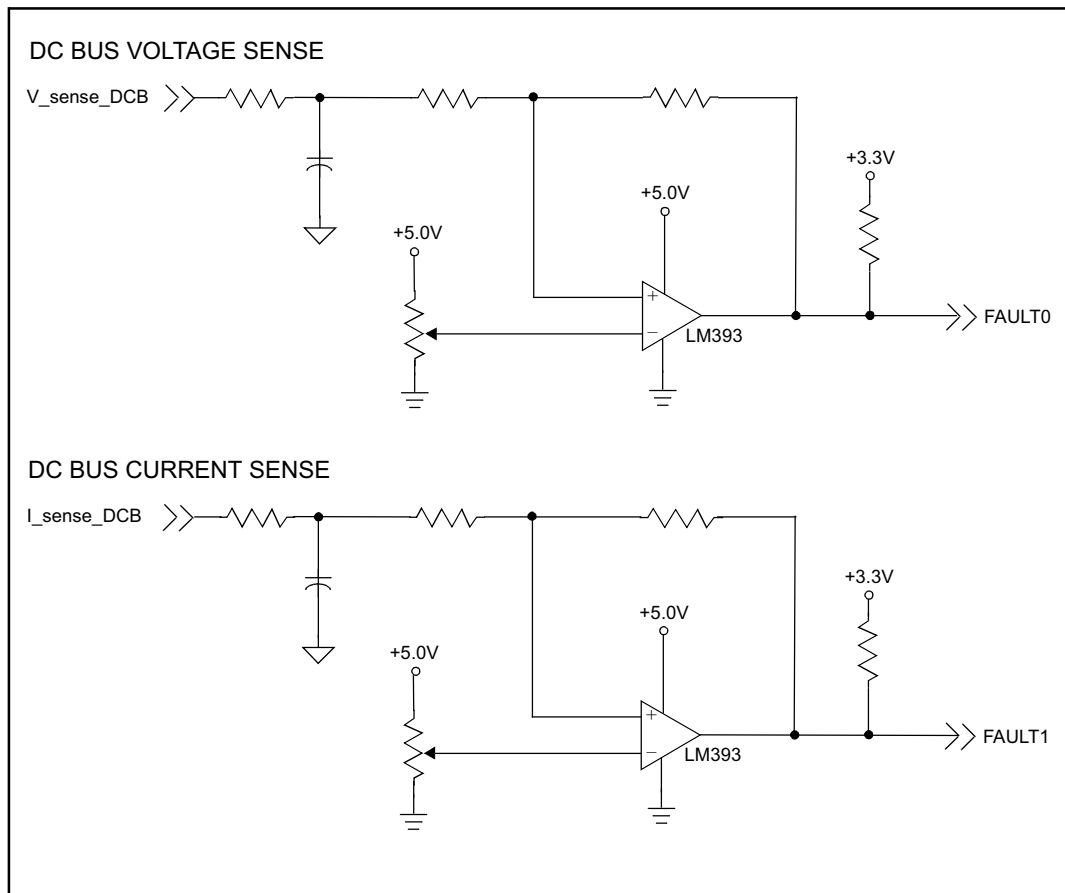 DC BUS VOLTAGE SENSE
V_sense_DCB
+3.3V
+5.0V
+5.0V
+
−
LM393
FAULT0
DC BUS CURRENT SENSE
I_sense_DCB
+3.3V
+5.0V
+5.0V
+
−
LM393
FAULT1